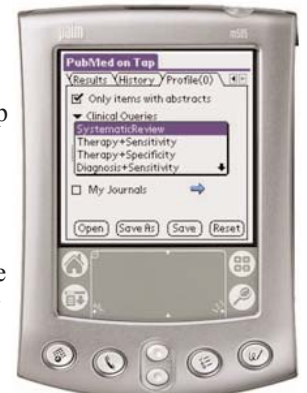 palm m515
PubMed on Tap
Results History Profile(0)
Only items with abstracts
Clinical Queries
SystematicReview
Therapy+Sensitivity
Therapy+Specificity
Diagnosis+Sensitivity
My Journals
Open Save As Save Reset
p
e